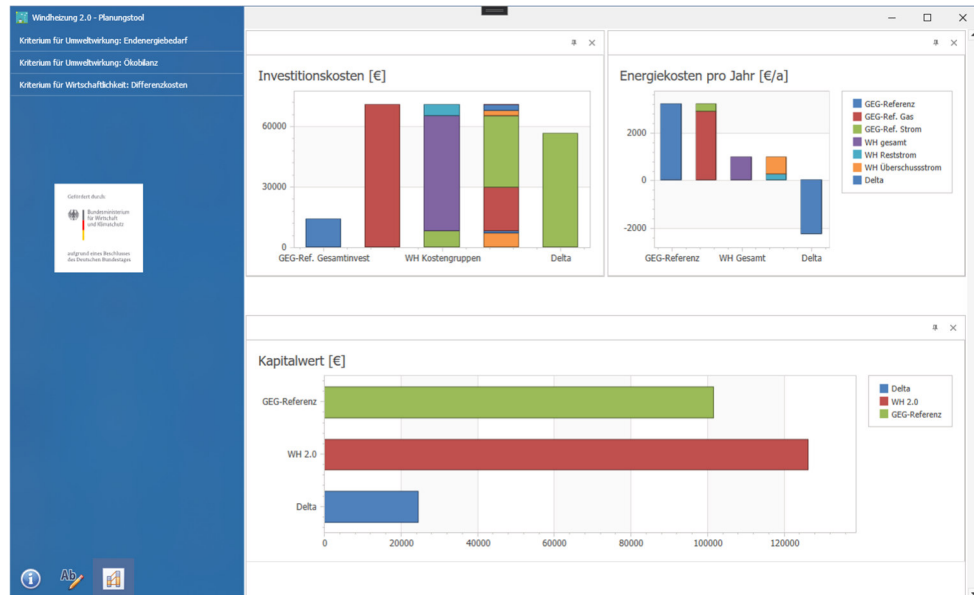 Windheizung 2.0 - Planungstool
Kriterium für Umweltwirkung: Endenergiebedarf
Kriterium für Umweltwirkung: Ökobilanz
Kriterium für Wirtschaftlichkeit: Differenzkosten
Gefördert durch:
Bundesministerium
für Wirtschaft
und Klimaschutz
aufgrund eines Beschlusses
des Deutschen Bundestages
Investitionskosten [€]
60000
30000
0
GEG-Ref. Gesamtinvest
WH Kostengruppen
Delta
Energiekosten pro Jahr [€/a]
2000
0
-2000
GEG-Referenz
WH Gesamt
Delta
GEG-Referenz
GEG-Ref. Gas
GEG-Ref. Strom
WH gesamt
WH Reststrom
WH Überschussstrom
Delta
Kapitalwert [€]
GEG-Referenz
WH 2.0
Delta
0
20000
40000
60000
80000
100000
120000
Delta
WH 2.0
GEG-Referenz
Ab